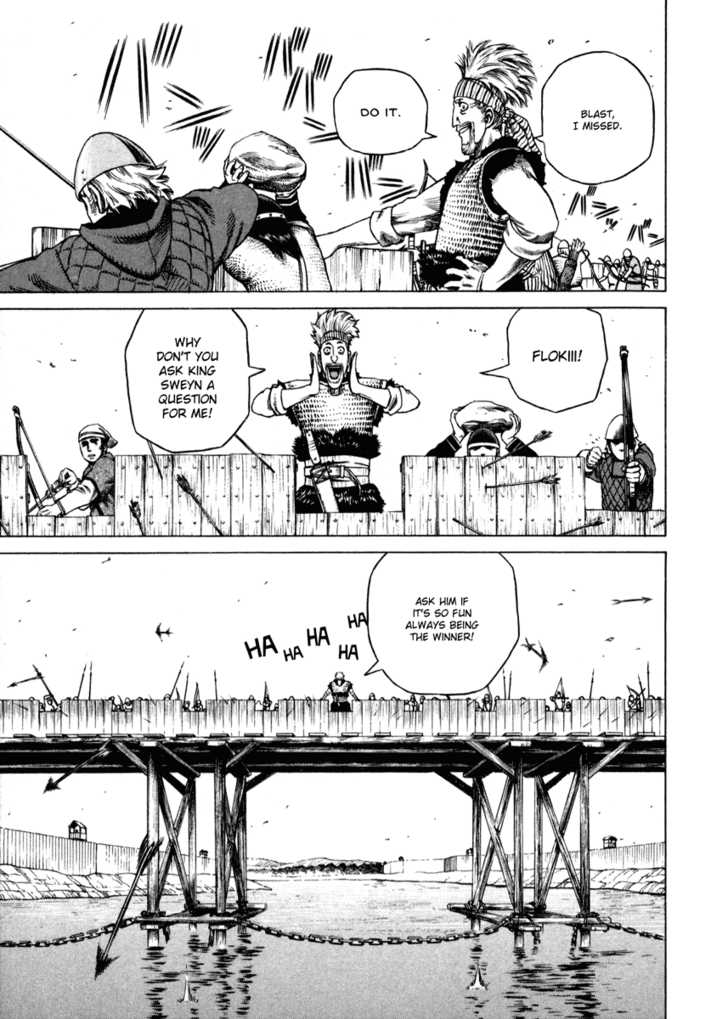 BLAST,
I MISSED.
DO IT.
FLOKIII!
WHY
DON'T YOU
ASK KING
SWEYN A
QUESTION
FOR ME!
ASK HIM IF
IT'S SO FUN
ALWAYS BEING
THE WINNER!
HA
HA
HA
HA
HA